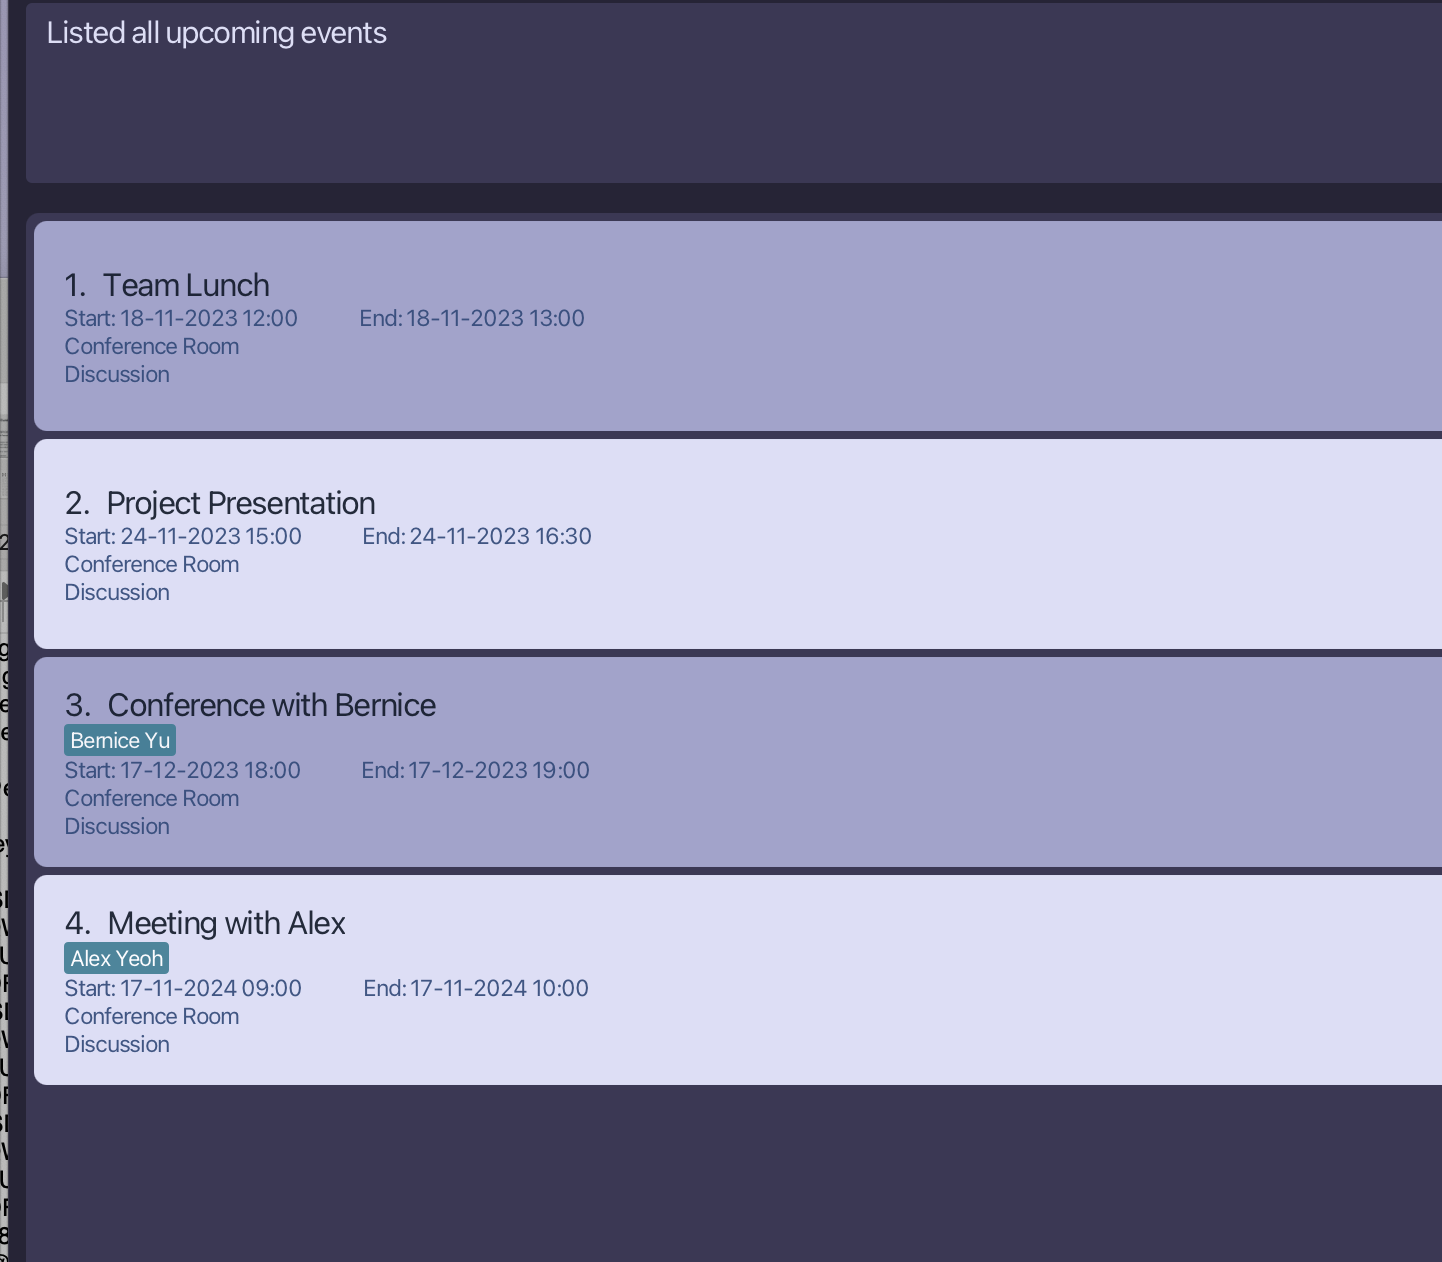 Listed all upcoming events
1. Team Lunch
Start: 18-11-2023 12:00 End: 18-11-2023 13:00
Conference Room
Discussion
2. Project Presentation
Start: 24-11-2023 15:00 End: 24-11-2023 16:30
Conference Room
Discussion
3. Conference with Bernice
Bernice Yu
Start: 17-12-2023 18:00 End: 17-12-2023 19:00
Conference Room
Discussion
4. Meeting with Alex
Alex Yeoh
Start: 17-11-2024 09:00 End: 17-11-2024 10:00
Conference Room
Discussion